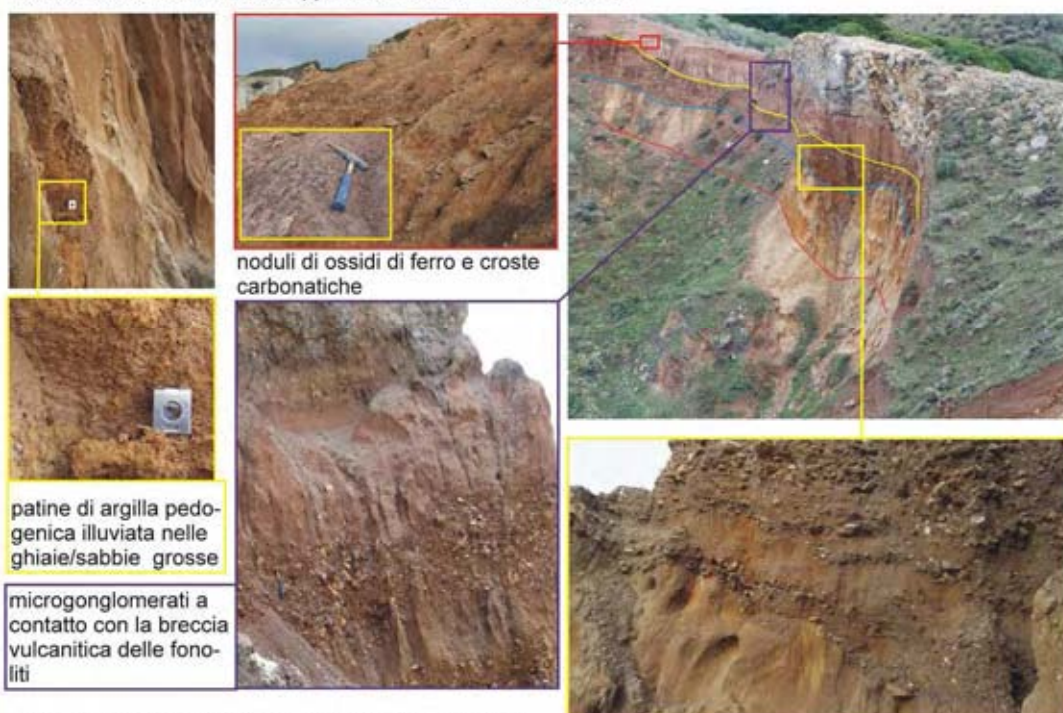 noduli di ossidi di ferro e croste
carbonatiche
patine di argilla pedo-
genica illuviata nelle
ghiaie/sabbie grosse
microgonglomerati a
contatto con la breccia
vulcanitica delle fono-
liti